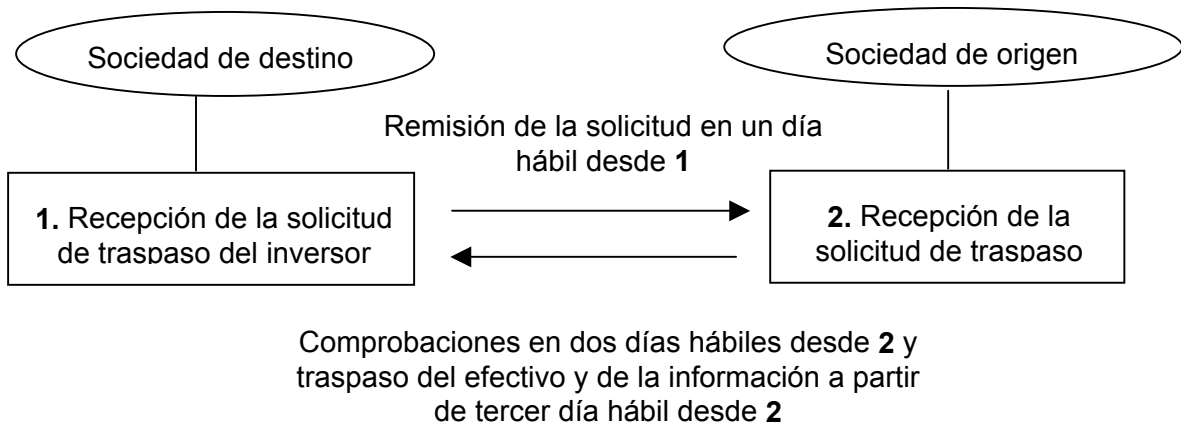 Sociedad de destino
Sociedad de origen
Remisión de la solicitud en un día
hábil desde 1
1. Recepción de la solicitud
de traspaso del inversor
2. Recepción de la
solicitud de traspaso
Comprobaciones en dos días hábiles desde 2 y
traspaso del efectivo y de la información a partir
de tercer día hábil desde 2